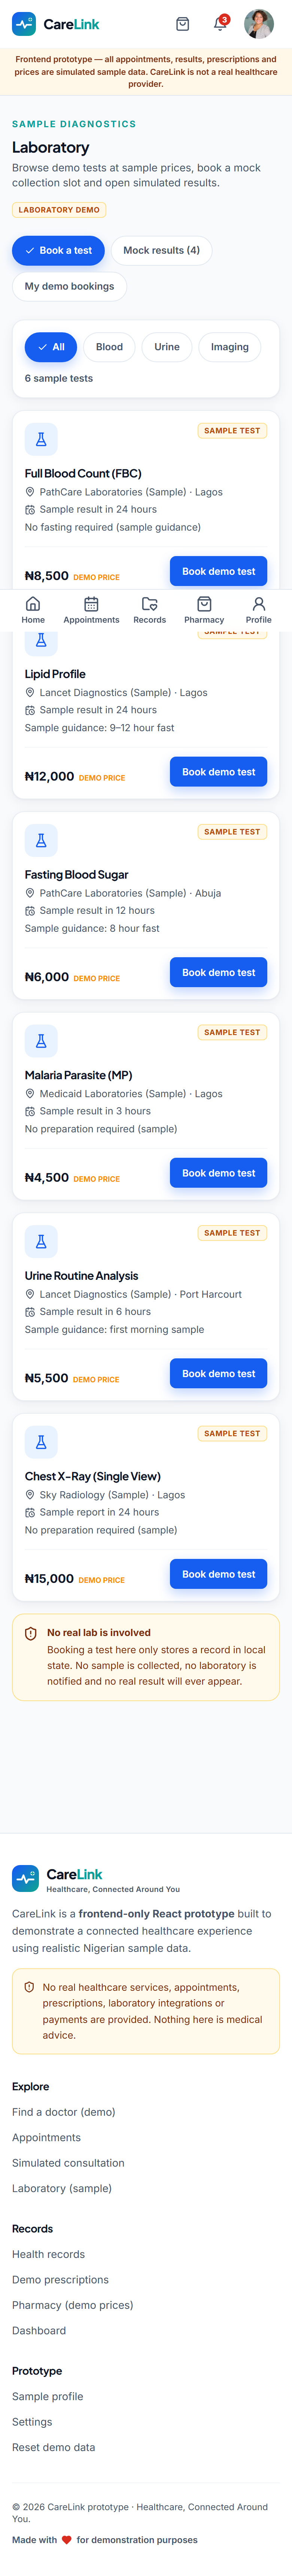 CareLink
3
Frontend prototype — all appointments, results, prescriptions and
prices are simulated sample data. CareLink is not a real healthcare
provider.
SAMPLE DIAGNOSTICS
Laboratory
Browse demo tests at sample prices, book a mock
collection slot and open simulated results.
LABORATORY DEMO
Book a test
Mock results (4)
My demo bookings
All
Blood
Urine
Imaging
6 sample tests
SAMPLE TEST
Full Blood Count (FBC)
PathCare Laboratories (Sample) · Lagos
Sample result in 24 hours
No fasting required (sample guidance)
₦8,500 DEMO PRICE
Book demo test
Home
Appointments
Records
Pharmacy
Profile
Lipid Profile
Lancet Diagnostics (Sample) · Lagos
Sample result in 24 hours
Sample guidance: 9–12 hour fast
₦12,000 DEMO PRICE
Book demo test
SAMPLE TEST
Fasting Blood Sugar
PathCare Laboratories (Sample) · Abuja
Sample result in 12 hours
Sample guidance: 8 hour fast
₦6,000 DEMO PRICE
Book demo test
SAMPLE TEST
Malaria Parasite (MP)
Medicaid Laboratories (Sample) · Lagos
Sample result in 3 hours
No preparation required (sample)
₦4,500 DEMO PRICE
Book demo test
SAMPLE TEST
Urine Routine Analysis
Lancet Diagnostics (Sample) · Port Harcourt
Sample result in 6 hours
Sample guidance: first morning sample
₦5,500 DEMO PRICE
Book demo test
SAMPLE TEST
Chest X-Ray (Single View)
Sky Radiology (Sample) · Lagos
Sample report in 24 hours
No preparation required (sample)
₦15,000 DEMO PRICE
Book demo test
No real lab is involved
Booking a test here only stores a record in local
state. No sample is collected, no laboratory is
notified and no real result will ever appear.
CareLink
Healthcare, Connected Around You
CareLink is a frontend-only React prototype built to
demonstrate a connected healthcare experience
using realistic Nigerian sample data.
No real healthcare services, appointments,
prescriptions, laboratory integrations or
payments are provided. Nothing here is medical
advice.
Explore
Find a doctor (demo)
Appointments
Simulated consultation
Laboratory (sample)
Records
Health records
Demo prescriptions
Pharmacy (demo prices)
Dashboard
Prototype
Sample profile
Settings
Reset demo data
© 2026 CareLink prototype · Healthcare, Connected Around
You.
Made with for demonstration purposes